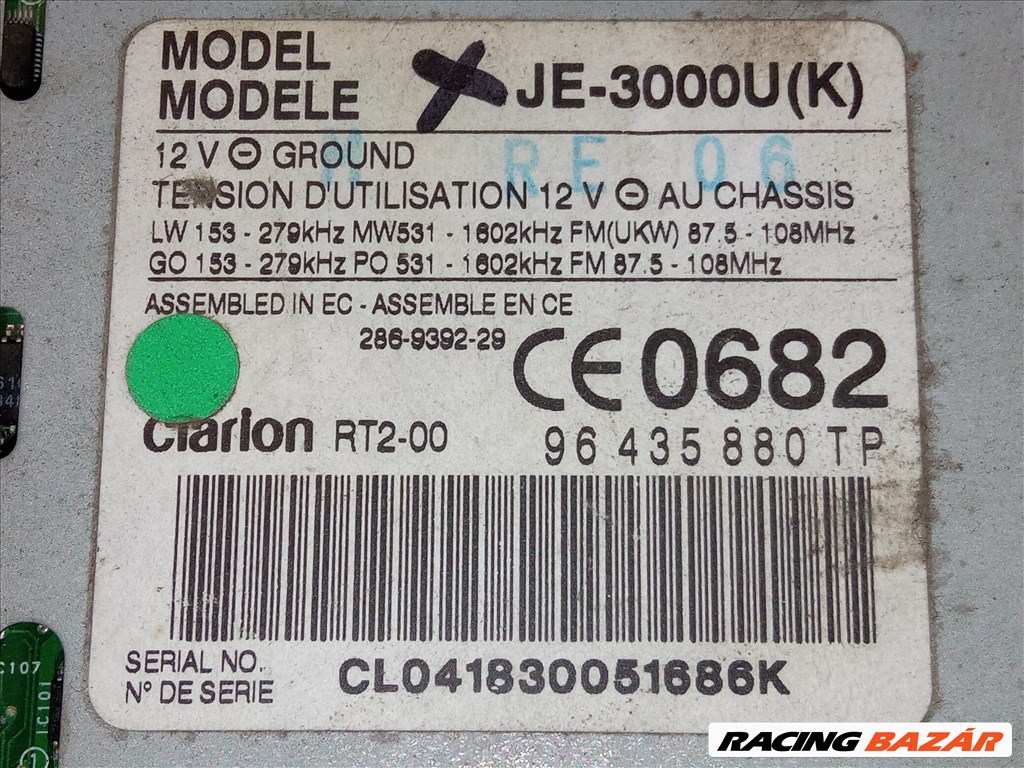 MODEL
MODELE JE-3000U(K)
12 V ⊖ GROUND
RE 06
TENSION D'UTILISATION 12 V ⊖ AU CHASSIS
LW 153 - 279kHz MW531 - 1602kHz FM(UKW) 87.5 - 108MHz
GO 153 - 279kHz PO 531 - 1602kHz FM 87.5 - 108MHz
ASSEMBLED IN EC - ASSEMBLE EN CE
286-9392-29
CE0682
Clarion RT2-00
96 435 880 TP
SERIAL NO.
N° DE SERIE
CL041830051686K
C107
IC101
RACING BAZÁR